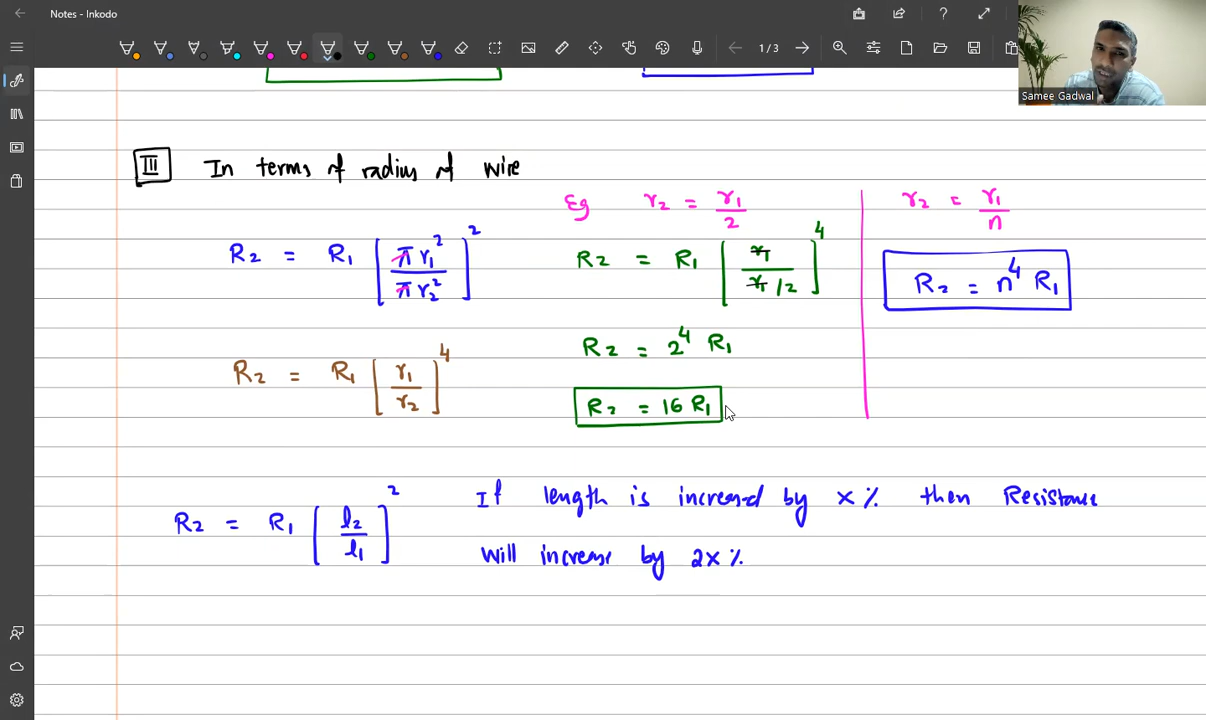 Notes - Inkodo
1 / 3
Samee Gadwal
III In terms of radius of wire
R₂ = R₁ [πr₁²/πr₂²]²
R₂ = R₁ [r₁/r₂]⁴
Eg r₂ = r₁/2
R₂ = R₁ [r₁/r₁/2]⁴
R₂ = 2⁴ R₁
R₂ = 16 R₁
r₂ = r₁/n
R₂ = n⁴ R₁
R₂ = R₁ [l₂/l₁]²
If length is increased by x % then Resistance
will increase by 2x %